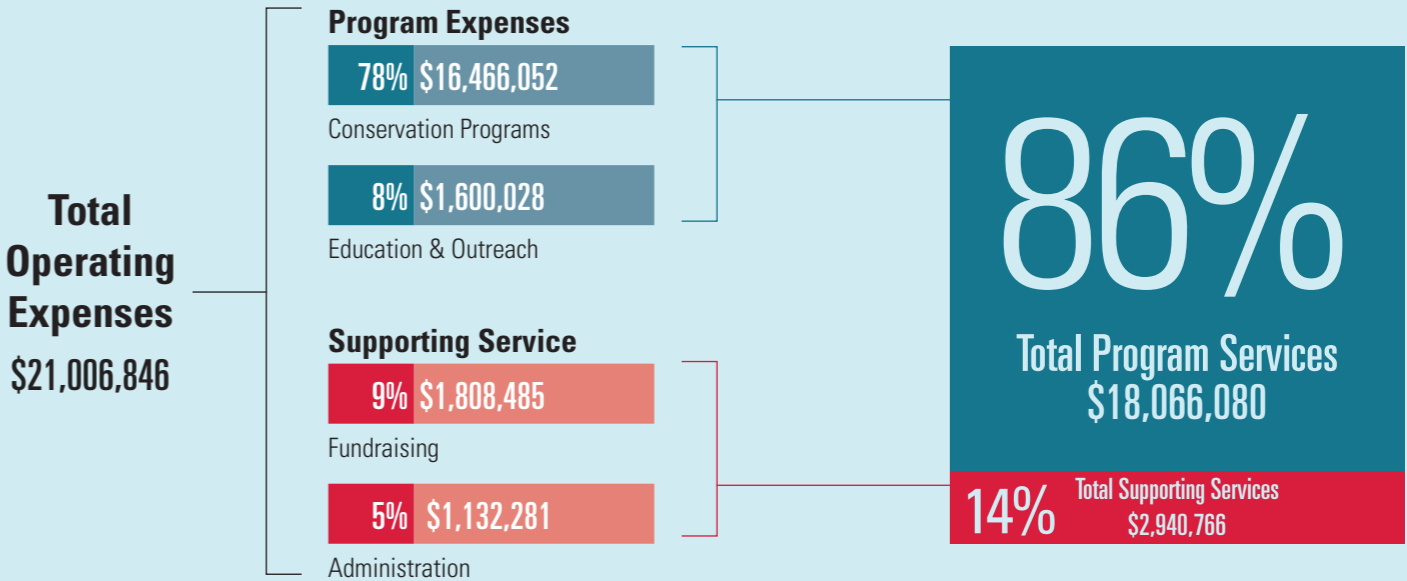 Total
Operating
Expenses
$21,006,846
Program Expenses
78% $16,466,052
Conservation Programs
8% $1,600,028
Education & Outreach
Supporting Service
9% $1,808,485
Fundraising
5% $1,132,281
Administration
86%
Total Program Services
$18,066,080
14%
Total Supporting Services
$2,940,766